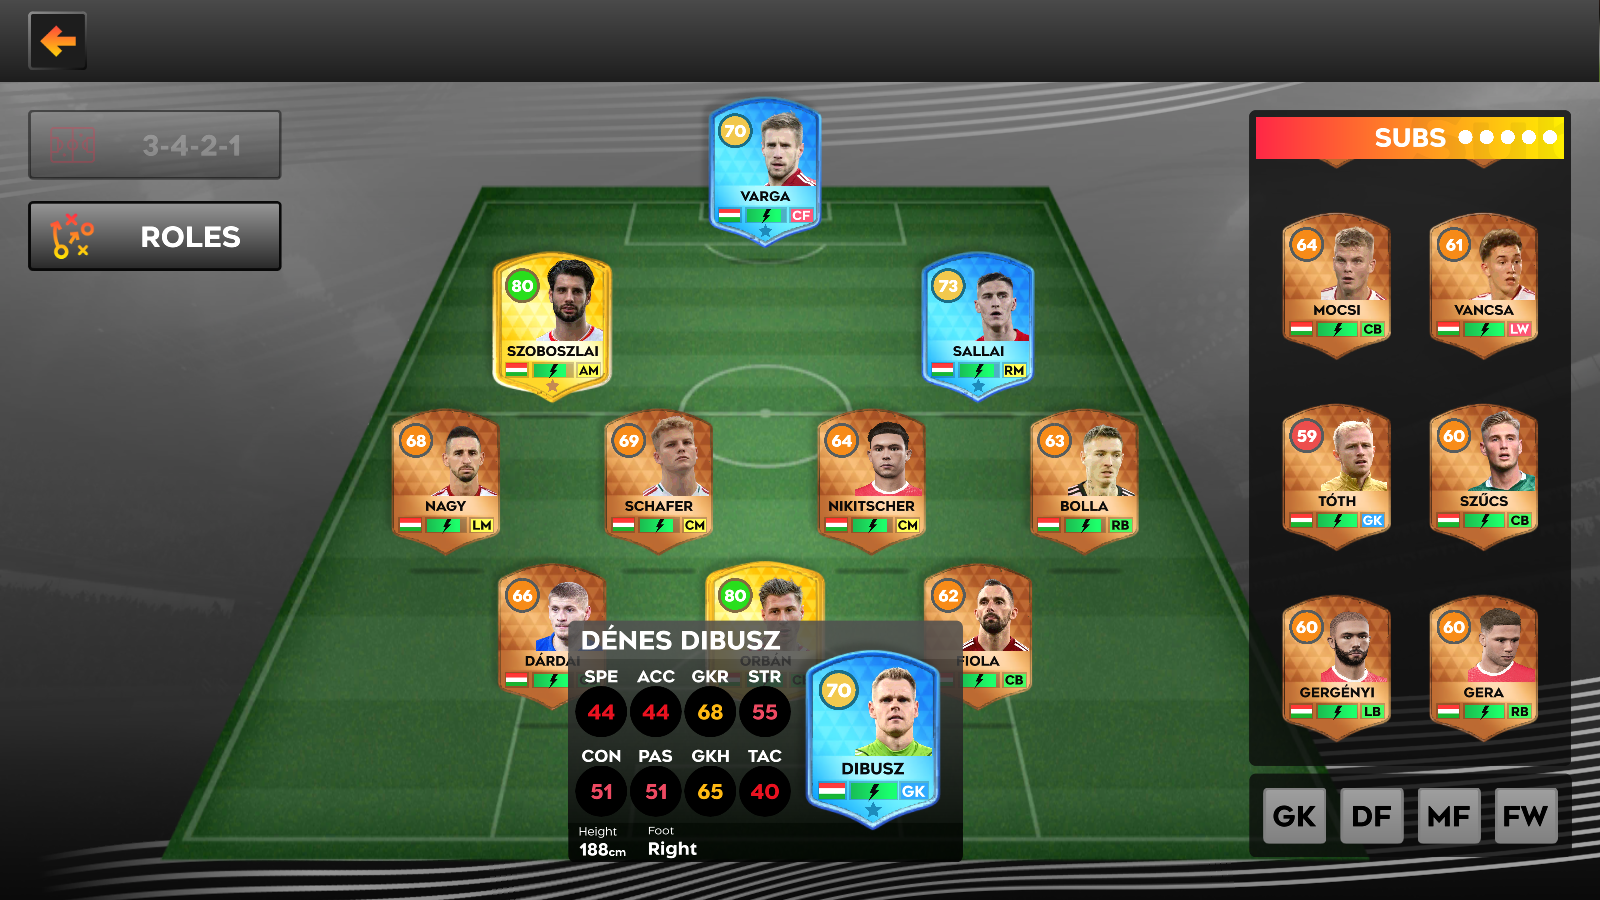 3-4-2-1
ROLES
70
VARGA
CF
80
SZOBOSZLAI
AM
73
SALLAI
RM
68
NAGY
LM
69
SCHAFER
CM
64
NIKITSCHER
CM
63
BOLLA
RB
66
DÁRDAI
80
ORBÁN
62
FIOLA
CB
DÉNES DIBUSZ
SPE ACC GKR STR
44 44 68 55
CON PAS GKH TAC
51 51 65 40
Height Foot
188cm Right
70
DIBUSZ
GK
SUBS
64
MOCSI
CB
61
VANCSA
LW
59
TÓTH
GK
60
SZŰCS
CB
60
GERGÉNYI
LB
60
GERA
RB
GK DF MF FW